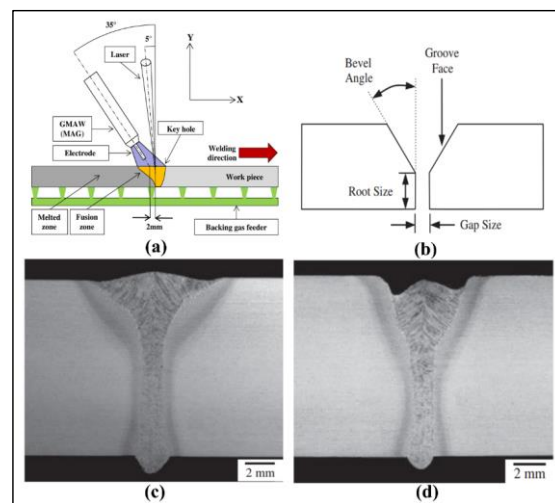 35°
5°
Laser
Y
X
GMAW
(MAG)
Electrode
Key hole
Welding
direction
Work piece
Melted
zone
Fusion
zone
2mm
Backing gas feeder
(a)
Bevel
Angle
Groove
Face
Root Size
Gap Size
(b)
2 mm
(c)
2 mm
(d)